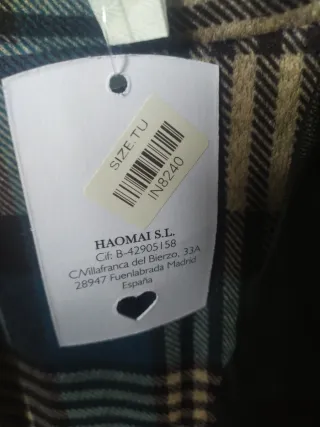 SIZE.TU
IN8240
HAOMAI S.L.
Cif: B-42905158
C/Villafranca del Bierzo, 33A
28947 Fuenlabrada Madrid
España